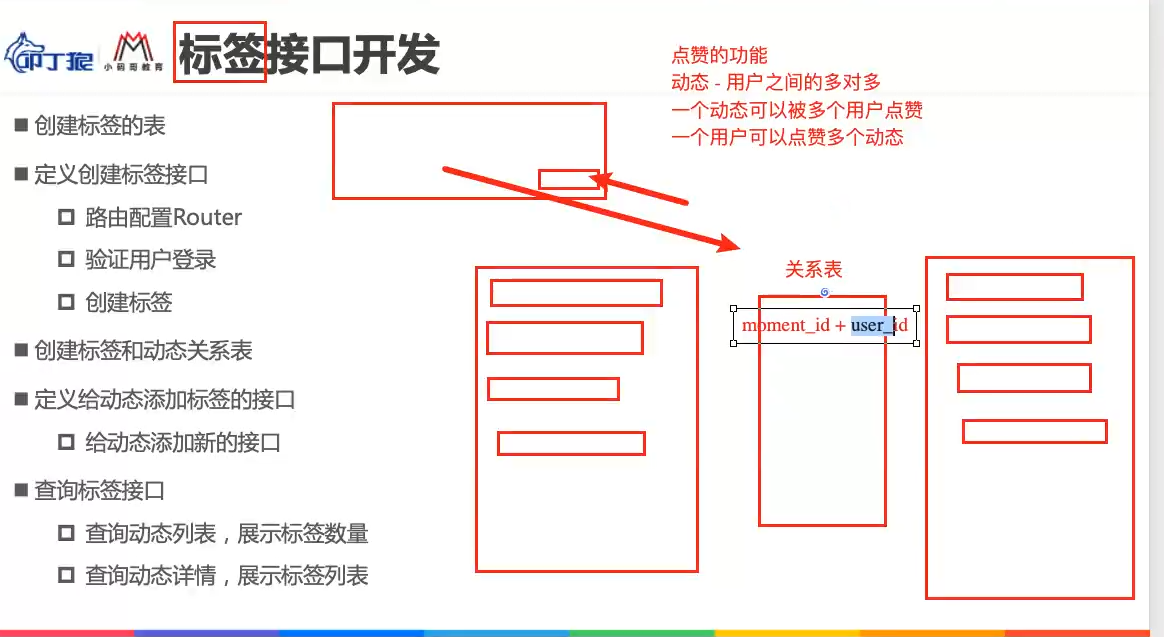 叩丁狼
小码哥教育
标签接口开发
创建标签的表
定义创建标签接口
路由配置Router
验证用户登录
创建标签
创建标签和动态关系表
定义给动态添加标签的接口
给动态添加新的接口
查询标签接口
查询动态列表，展示标签数量
查询动态详情，展示标签列表
点赞的功能
动态 - 用户之间的多对多
一个动态可以被多个用户点赞
一个用户可以点赞多个动态
关系表
moment_id + user_id